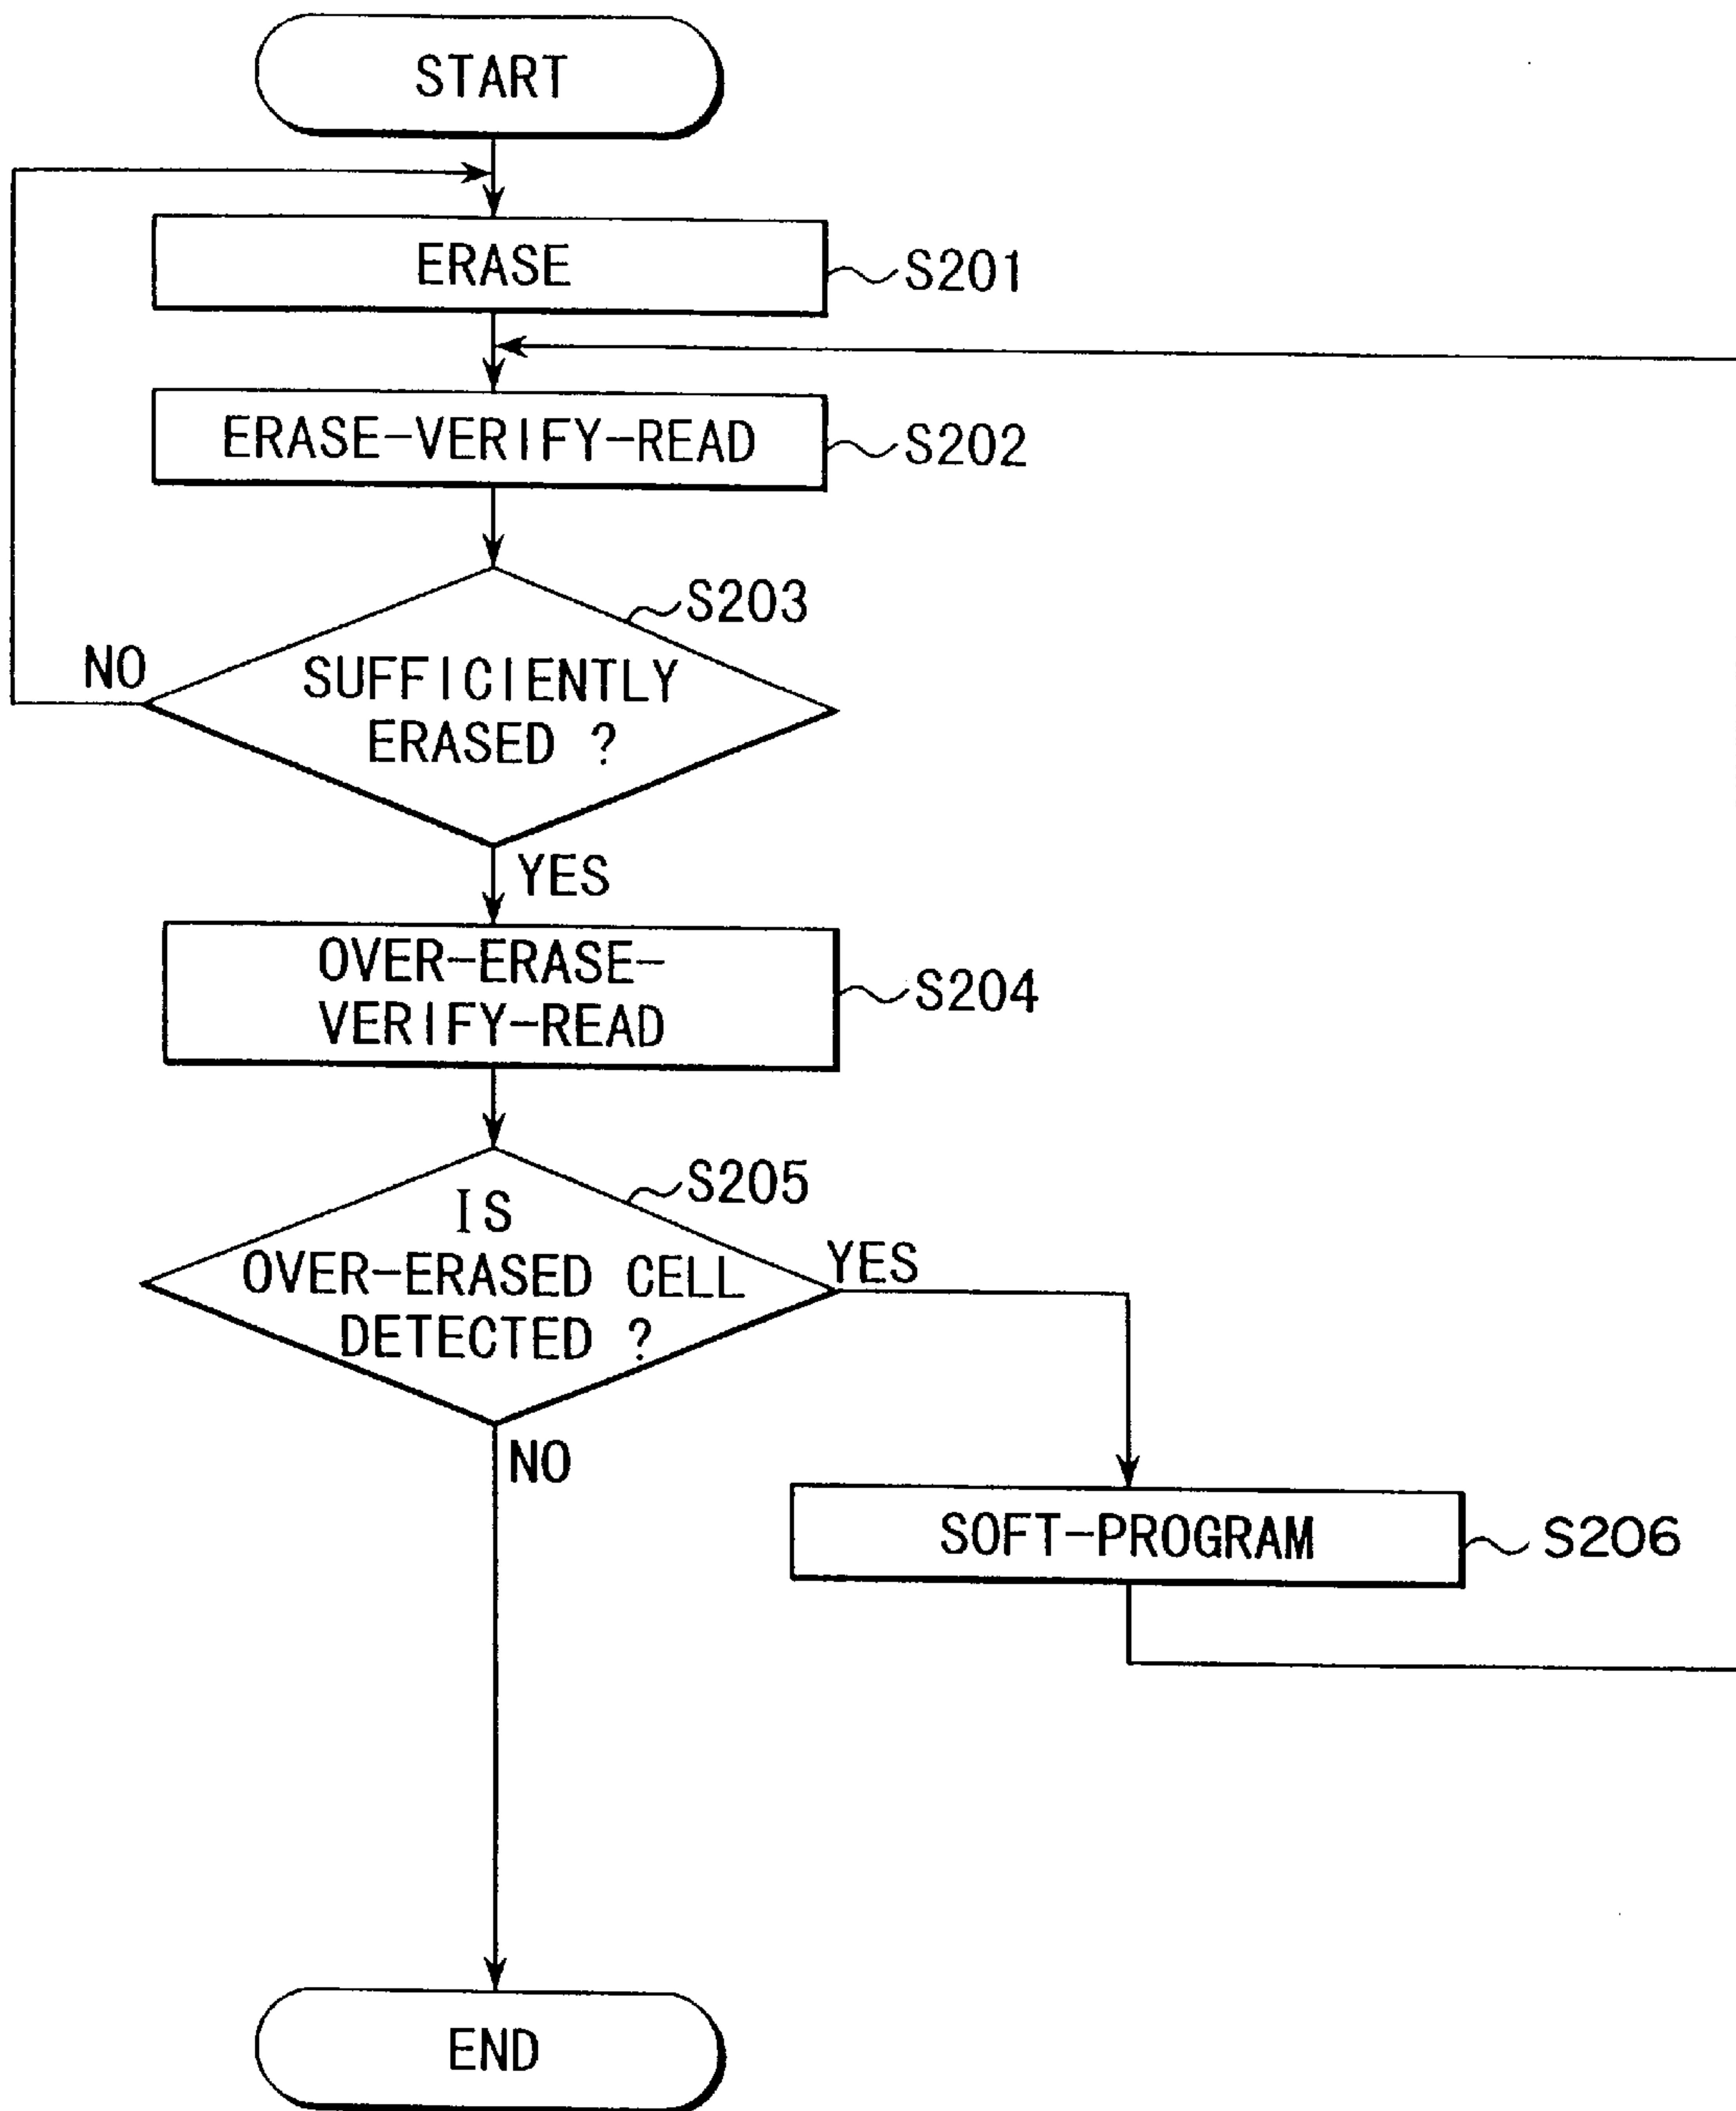 START
ERASE
S201
ERASE-VERIFY-READ
S202
S203
NO
SUFFICIENTLY
ERASED ?
YES
OVER-ERASE-
VERIFY-READ
S204
S205
IS
OVER-ERASED CELL
DETECTED ?
YES
NO
SOFT-PROGRAM
S206
END